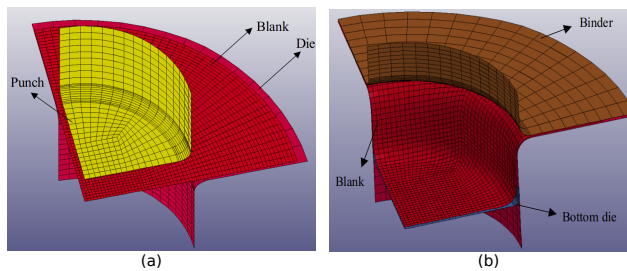 Blank
Die
Punch
(a)
Binder
Blank
Bottom die
(b)